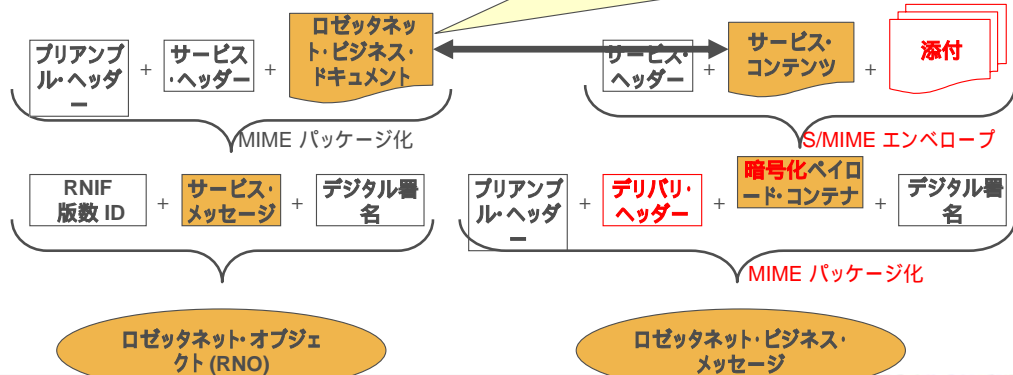 プリアンプ
ル・ヘッダ
ー
+
サービス
・ヘッダー
+
ロゼッタネッ
ト・ビジネス・
ドキュメント
サービス・
ヘッダー
+
サービス・
コンテンツ
+
添付
MIME パッケージ化
S/MIME エンベロープ
RNIF
版数 ID
+
サービス・
メッセージ
+
デジタル署
名
プリアンプ
ル・ヘッダ
ー
+
デリバリ・
ヘッダー
+
暗号化ペイロ
ード・コンテナ
+
デジタル署
名
MIME パッケージ化
ロゼッタネット・オブジェ
クト (RNO)
ロゼッタネット・ビジネス・
メッセージ